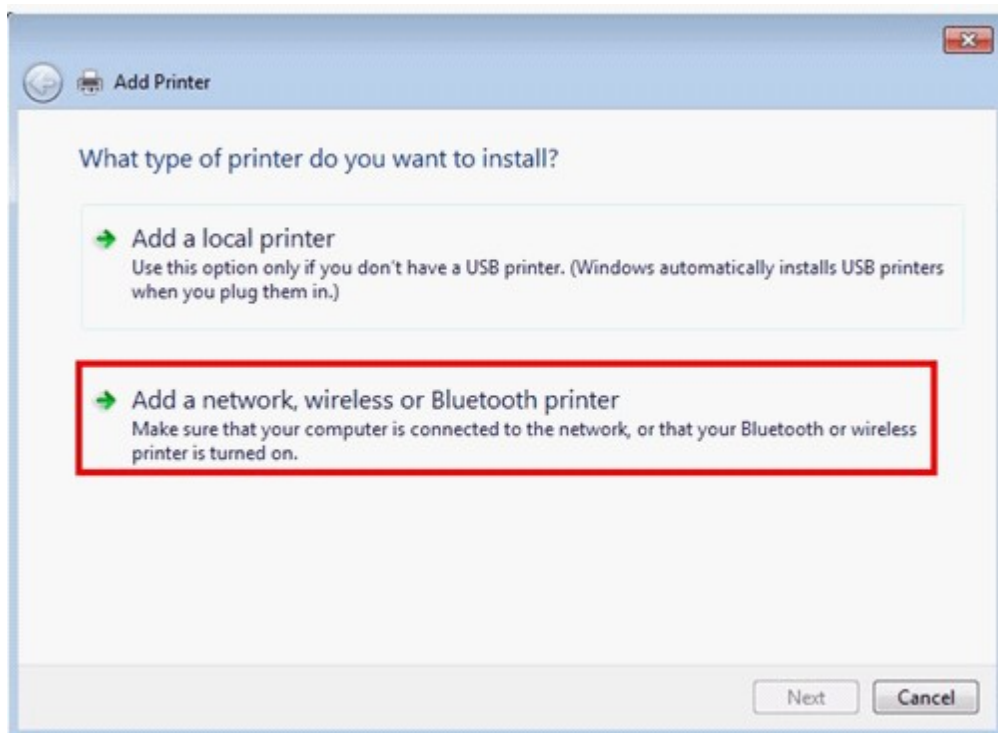 Add Printer
What type of printer do you want to install?
Add a local printer
Use this option only if you don't have a USB printer. (Windows automatically installs USB printers
when you plug them in.)
Add a network, wireless or Bluetooth printer
Make sure that your computer is connected to the network, or that your Bluetooth or wireless
printer is turned on.
Next
Cancel